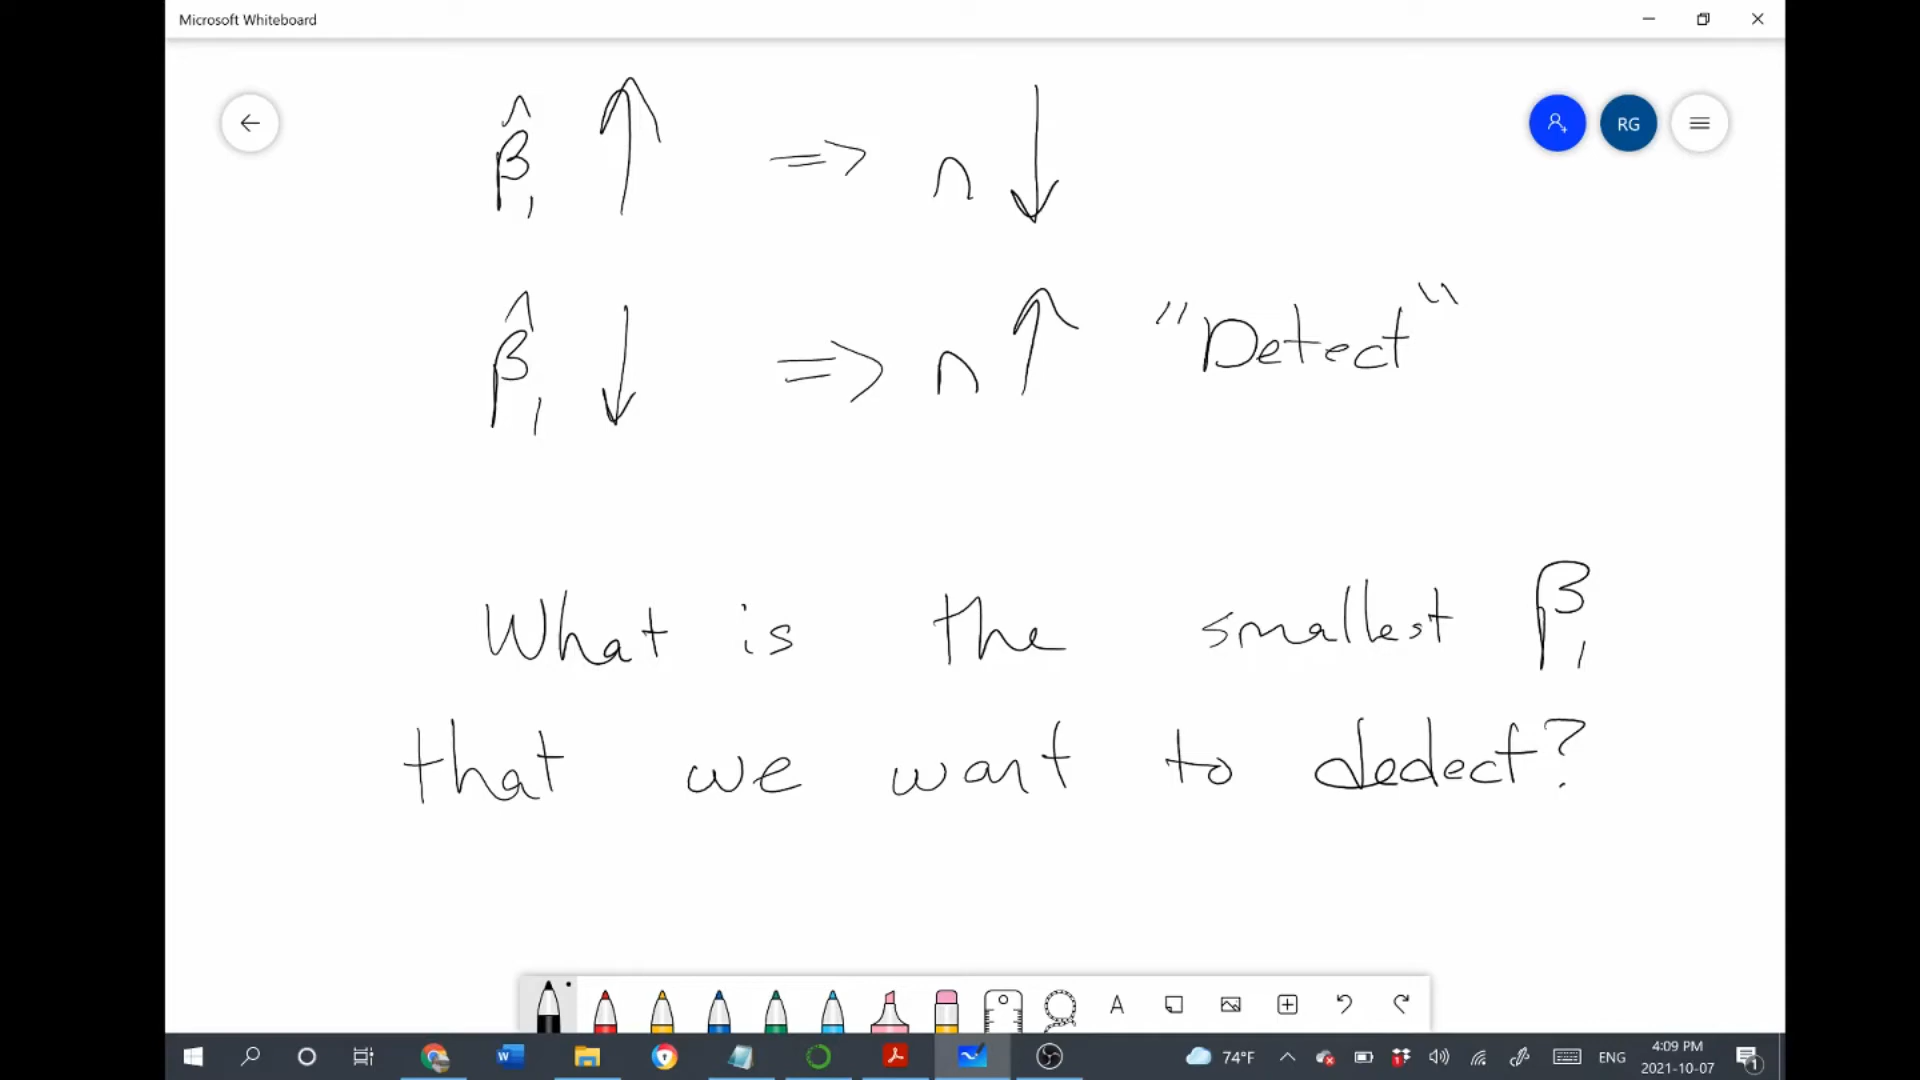 Microsoft Whiteboard
RG
β̂₁ ↑ => n ↓
β̂₁ ↓ => n ↑ "Detect"
What is the smallest β₁
that we want to dedect?
A
74°F
ENG
4:09 PM
2021-10-07
1